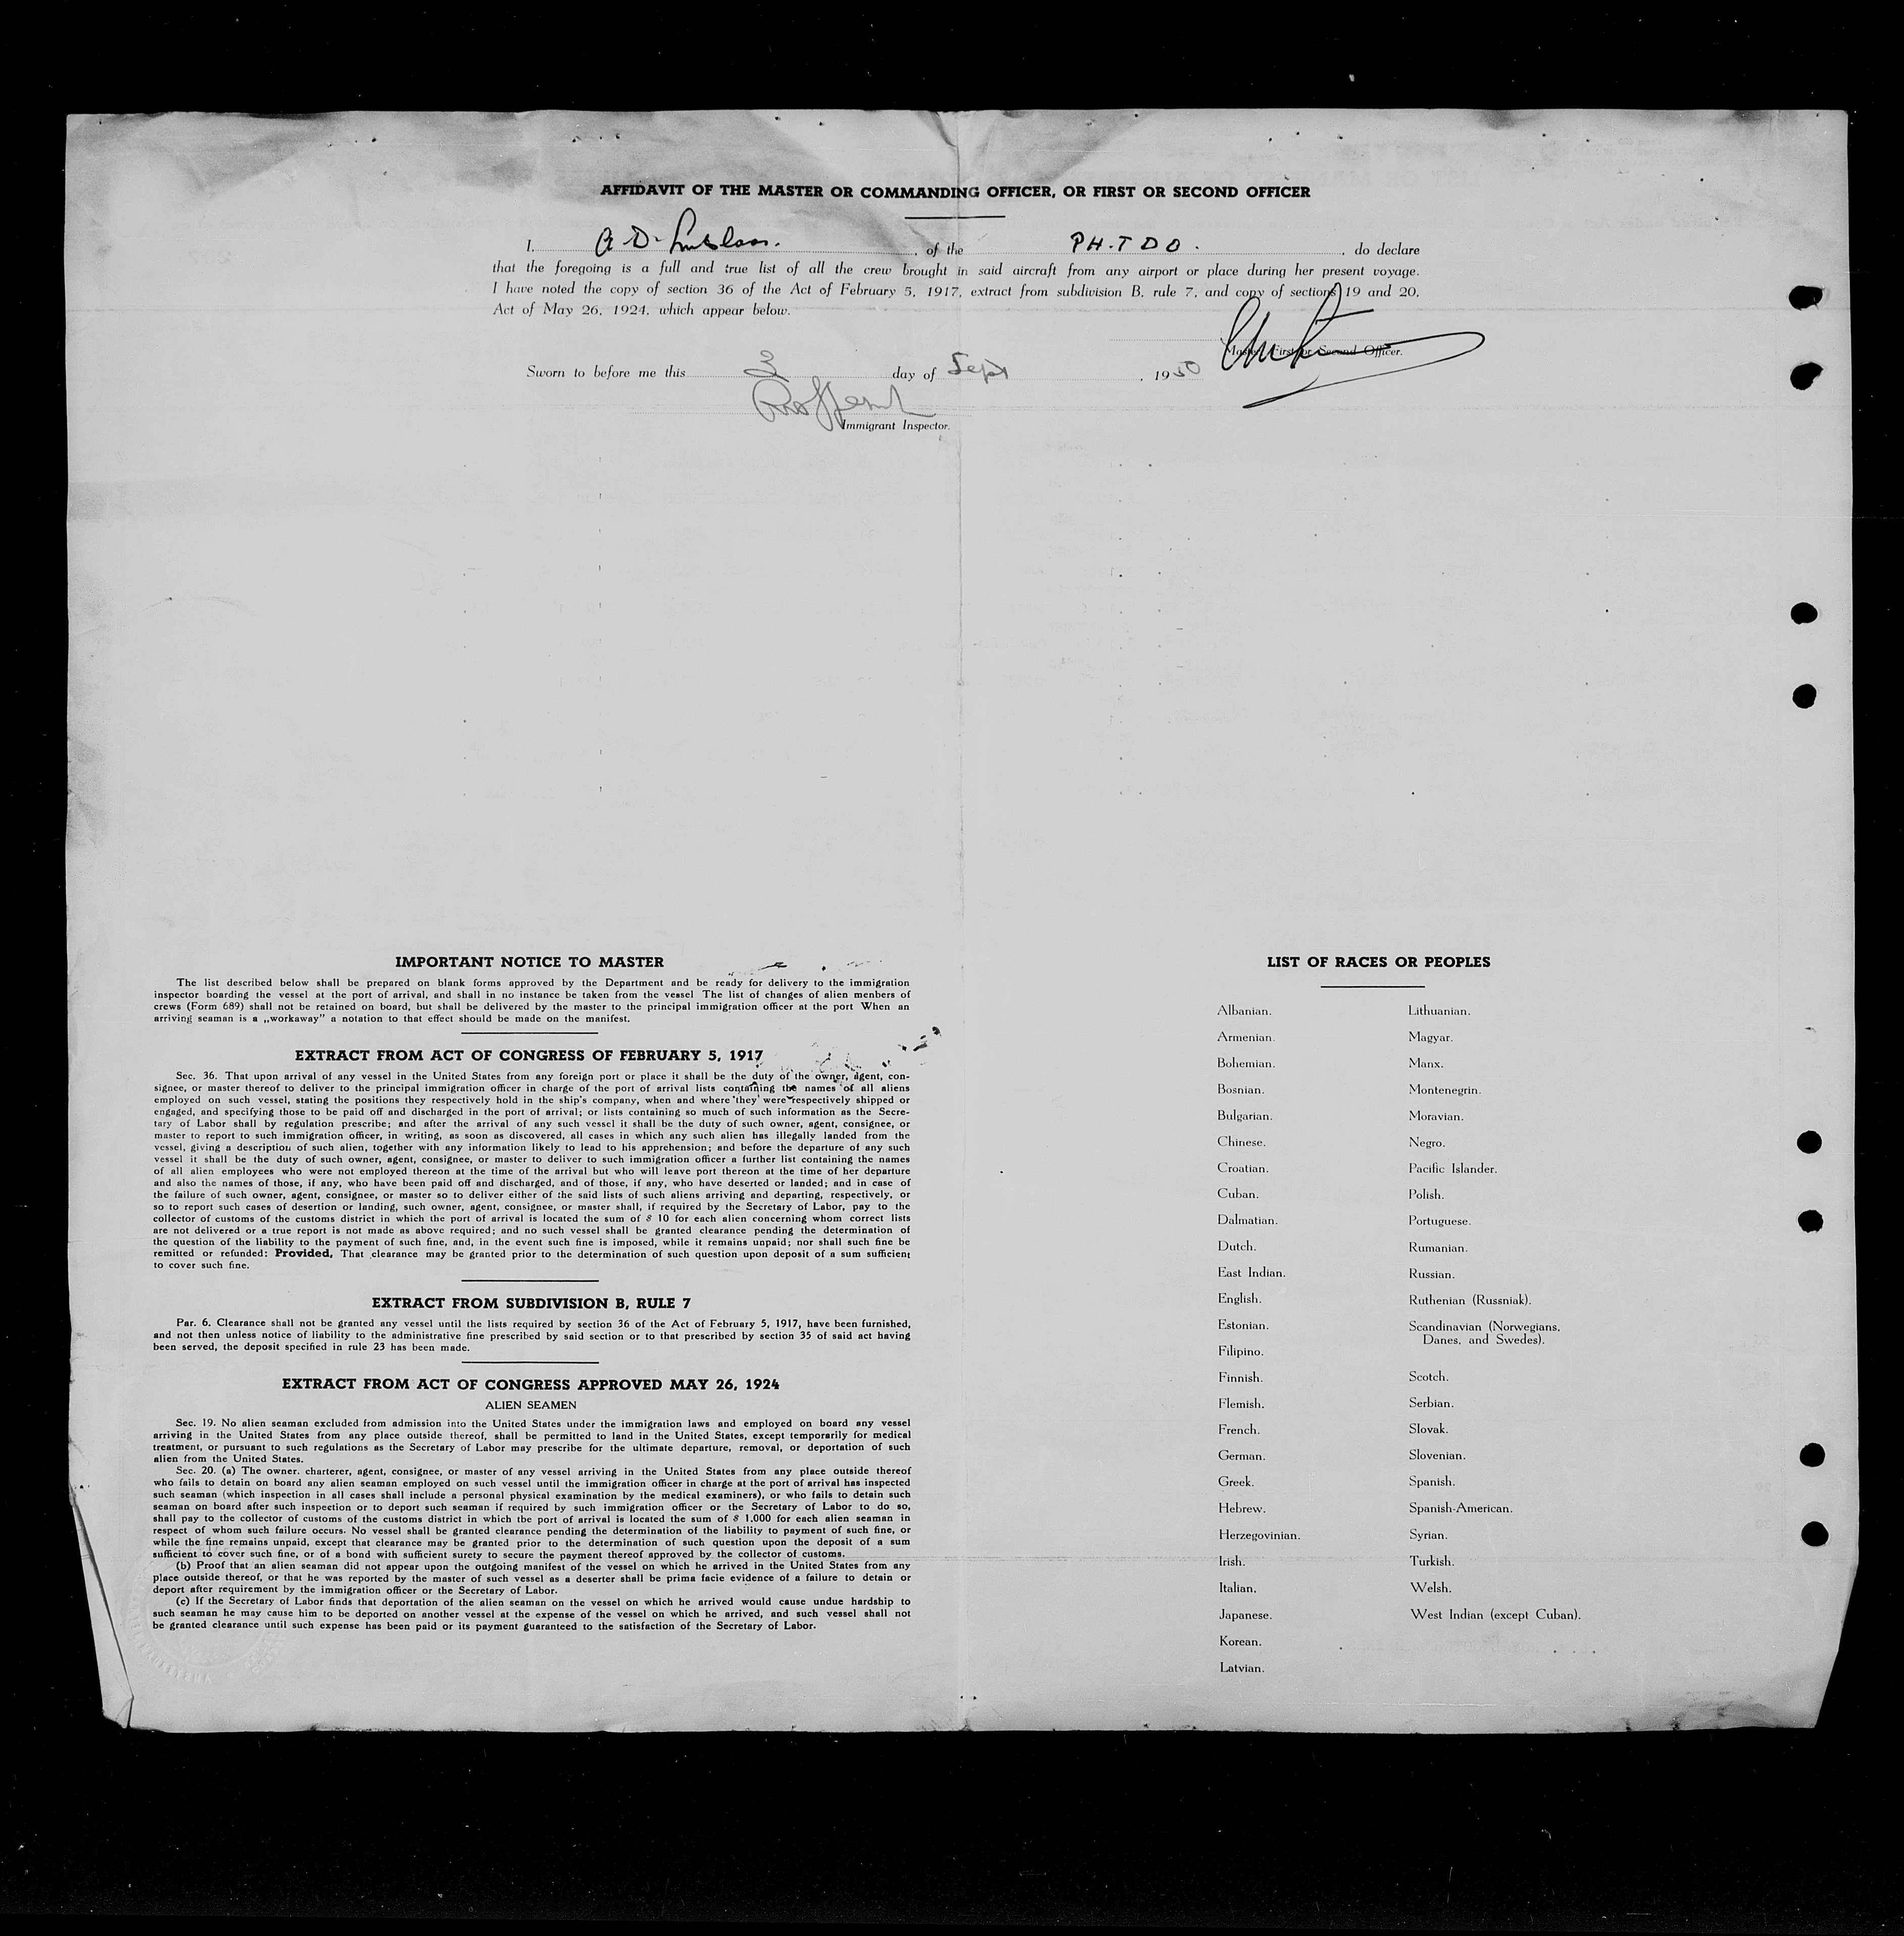 AFFIDAVIT OF THE MASTER OR COMMANDING OFFICER, OR FIRST OR SECOND OFFICER
I, , of the PH-TDO. , do declare
that the foregoing is a full and true list of all the crew brought in said aircraft from any airport or place during her present voyage.
I have noted the copy of section 36 of the Act of February 5, 1917, extract from subdivision B, rule 7, and copy of sections 19 and 20,
Act of May 26, 1924, which appear below.
Master, First or Second Officer.
Sworn to before me this 3 day of Sept , 1950
Immigrant Inspector.
IMPORTANT NOTICE TO MASTER
The list described below shall be prepared on blank forms approved by the Department and be ready for delivery to the immigration
inspector boarding the vessel at the port of arrival, and shall in no instance be taken from the vessel The list of changes of alien menbers of
crews (Form 689) shall not be retained on board, but shall be delivered by the master to the principal immigration officer at the port When an
arriving seaman is a „workaway” a notation to that effect should be made on the manifest.
EXTRACT FROM ACT OF CONGRESS OF FEBRUARY 5, 1917
Sec. 36. That upon arrival of any vessel in the United States from any foreign port or place it shall be the duty of the owner, agent, con-
signee, or master thereof to deliver to the principal immigration officer in charge of the port of arrival lists containing the names of all aliens
employed on such vessel, stating the positions they respectively hold in the ship's company, when and where they were respectively shipped or
engaged, and specifying those to be paid off and discharged in the port of arrival; or lists containing so much of such information as the Secre-
tary of Labor shall by regulation prescribe; and after the arrival of any such vessel it shall be the duty of such owner, agent, consignee, or
master to report to such immigration officer, in writing, as soon as discovered, all cases in which any such alien has illegally landed from the
vessel, giving a description of such alien, together with any information likely to lead to his apprehension; and before the departure of any such
vessel it shall be the duty of such owner, agent, consignee, or master to deliver to such immigration officer a further list containing the names
of all alien employees who were not employed thereon at the time of the arrival but who will leave port thereon at the time of her departure
and also the names of those, if any, who have been paid off and discharged, and of those, if any, who have deserted or landed; and in case of
the failure of such owner, agent, consignee, or master so to deliver either of the said lists of such aliens arriving and departing, respectively, or
so to report such cases of desertion or landing, such owner, agent, consignee, or master shall, if required by the Secretary of Labor, pay to the
collector of customs of the customs district in which the port of arrival is located the sum of $ 10 for each alien concerning whom correct lists
are not delivered or a true report is not made as above required; and no such vessel shall be granted clearance pending the determination of
the question of the liability to the payment of such fine, and, in the event such fine is imposed, while it remains unpaid; nor shall such fine be
remitted or refunded: Provided, That clearance may be granted prior to the determination of such question upon deposit of a sum sufficient
to cover such fine.
EXTRACT FROM SUBDIVISION B, RULE 7
Par. 6. Clearance shall not be granted any vessel until the lists required by section 36 of the Act of February 5, 1917, have been furnished,
and not then unless notice of liability to the administrative fine prescribed by said section or to that prescribed by section 35 of said act having
been served, the deposit specified in rule 23 has been made.
EXTRACT FROM ACT OF CONGRESS APPROVED MAY 26, 1924
ALIEN SEAMEN
Sec. 19. No alien seaman excluded from admission into the United States under the immigration laws and employed on board any vessel
arriving in the United States from any place outside thereof, shall be permitted to land in the United States, except temporarily for medical
treatment, or pursuant to such regulations as the Secretary of Labor may prescribe for the ultimate departure, removal, or deportation of such
alien from the United States.
Sec. 20. (a) The owner. charterer, agent, consignee, or master of any vessel arriving in the United States from any place outside thereof
who fails to detain on board any alien seaman employed on such vessel until the immigration officer in charge at the port of arrival has inspected
such seaman (which inspection in all cases shall include a personal physical examination by the medical examiners), or who fails to detain such
seaman on board after such inspection or to deport such seaman if required by such immigration officer or the Secretary of Labor to do so,
shall pay to the collector of customs of the customs district in which the port of arrival is located the sum of $ 1.000 for each alien seaman in
respect of whom such failure occurs. No vessel shall be granted clearance pending the determination of the liability to payment of such fine, or
while the fine remains unpaid, except that clearance may be granted prior to the determination of such question upon the deposit of a sum
sufficient to cover such fine, or of a bond with sufficient surety to secure the payment thereof approved by the collector of customs.
(b) Proof that an alien seaman did not appear upon the outgoing manifest of the vessel on which he arrived in the United States from any
place outside thereof, or that he was reported by the master of such vessel as a deserter shall be prima facie evidence of a failure to detain or
deport after requirement by the immigration officer or the Secretary of Labor.
(c) If the Secretary of Labor finds that deportation of the alien seaman on the vessel on which he arrived would cause undue hardship to
such seaman he may cause him to be deported on another vessel at the expense of the vessel on which he arrived, and such vessel shall not
be granted clearance until such expense has been paid or its payment guaranteed to the satisfaction of the Secretary of Labor.
LIST OF RACES OR PEOPLES
Albanian.
Armenian.
Bohemian.
Bosnian.
Bulgarian.
Chinese.
Croatian.
Cuban.
Dalmatian.
Dutch.
East Indian.
English.
Estonian.
Filipino.
Finnish.
Flemish.
French.
German.
Greek.
Hebrew.
Herzegovinian.
Irish.
Italian.
Japanese.
Korean.
Latvian.
Lithuanian.
Magyar.
Manx.
Montenegrin.
Moravian.
Negro.
Pacific Islander.
Polish.
Portuguese.
Rumanian.
Russian.
Ruthenian (Russniak).
Scandinavian (Norwegians,
Danes, and Swedes).
Scotch.
Serbian.
Slovak.
Slovenian.
Spanish.
Spanish-American.
Syrian.
Turkish.
Welsh.
West Indian (except Cuban).